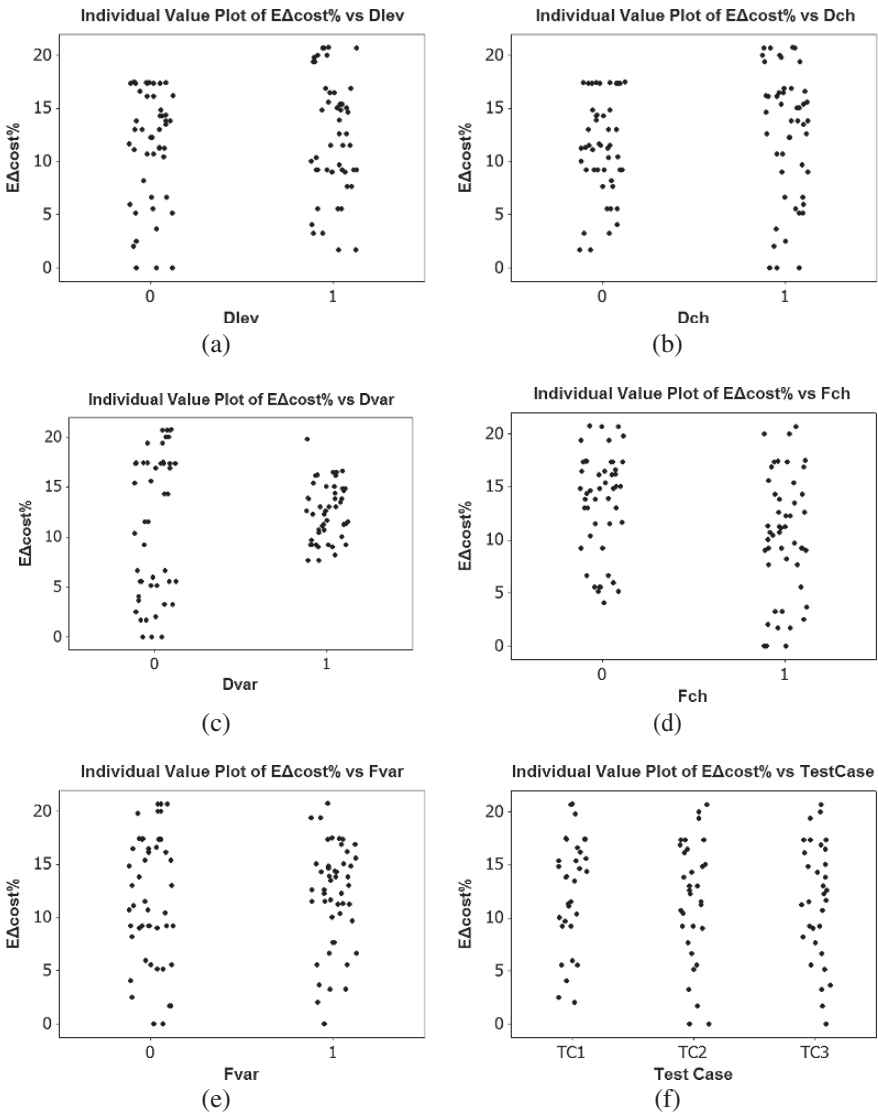 Individual Value Plot of EΔcost% vs Dlev
EΔcost%
20
15
10
5
0
0 1
Dlev
(a)
Individual Value Plot of EΔcost% vs Dch
EΔcost%
20
15
10
5
0
0 1
Dch
(b)
Individual Value Plot of EΔcost% vs Dvar
EΔcost%
20
15
10
5
0
0 1
Dvar
(c)
Individual Value Plot of EΔcost% vs Fch
EΔcost%
20
15
10
5
0
0 1
Fch
(d)
Individual Value Plot of EΔcost% vs Fvar
EΔcost%
20
15
10
5
0
0 1
Fvar
(e)
Individual Value Plot of EΔcost% vs TestCase
EΔcost%
20
15
10
5
0
TC1 TC2 TC3
Test Case
(f)